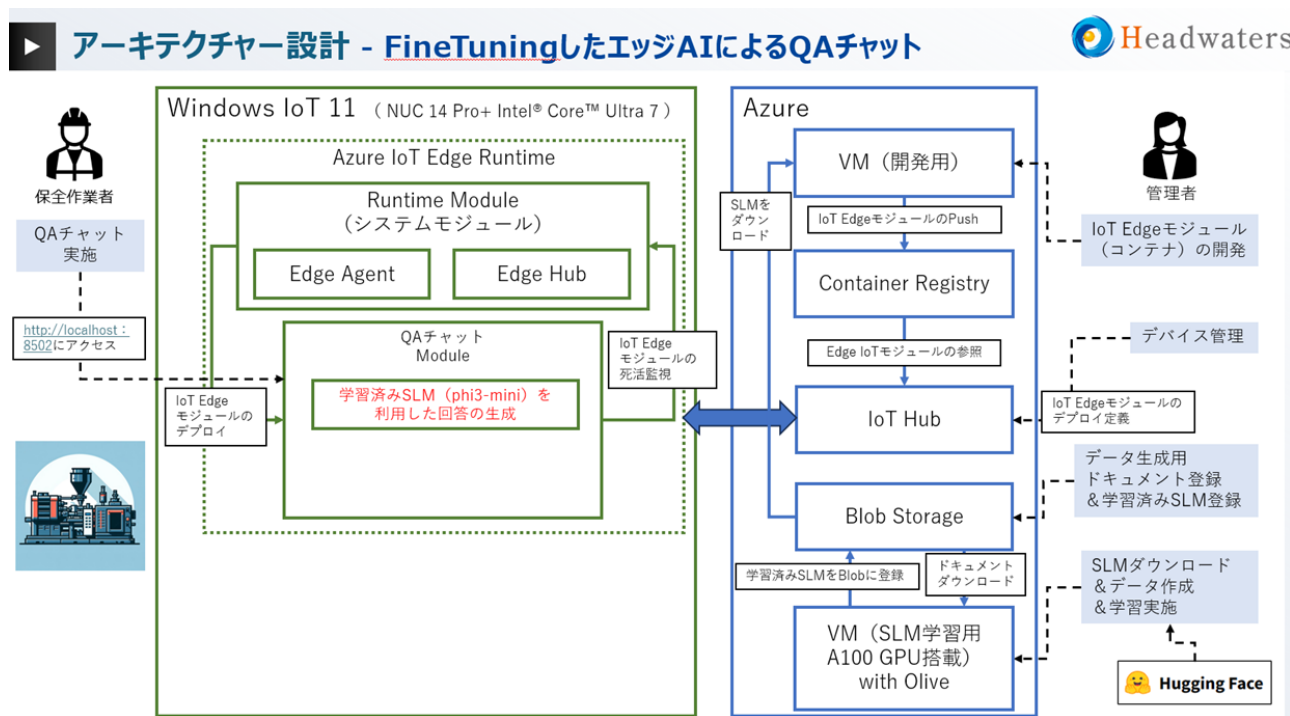 アーキテクチャー設計 - FineTuningしたエッジAIによるQAチャット
Headwaters
保全作業者
QAチャット
実施
http://localhost:
8502にアクセス
Windows IoT 11 ( NUC 14 Pro+ Intel® Core™ Ultra 7 )
Azure IoT Edge Runtime
Runtime Module
(システムモジュール)
Edge Agent
Edge Hub
QAチャット
Module
学習済みSLM(phi3-mini)を
利用した回答の生成
IoT Edge
モジュールの
デプロイ
IoT Edge
モジュールの
死活監視
Azure
VM(開発用)
SLMを
ダウン
ロード
IoT EdgeモジュールのPush
Container Registry
Edge IoTモジュールの参照
IoT Hub
Blob Storage
学習済みSLMをBlobに登録
ドキュメント
ダウンロード
VM(SLM学習用
A100 GPU搭載)
with Olive
管理者
IoT Edgeモジュール
(コンテナ)の開発
デバイス管理
IoT Edgeモジュールの
デプロイ定義
データ生成用
ドキュメント登録
&学習済みSLM登録
SLMダウンロード
&データ作成
&学習実施
Hugging Face